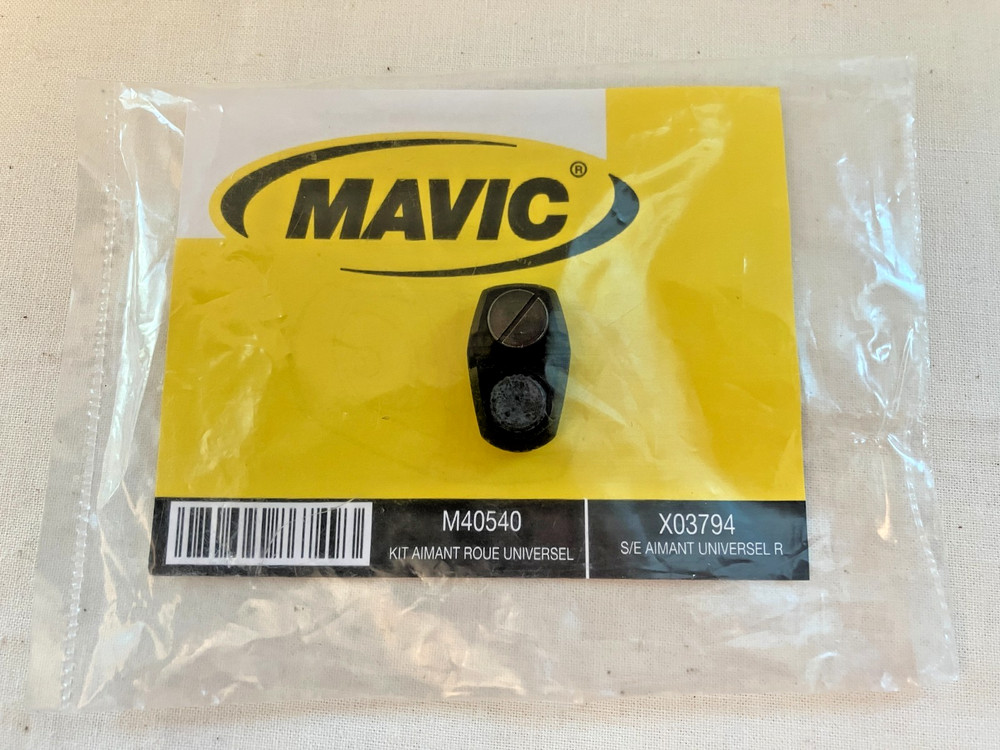 MAVIC®
M40540
KIT AIMANT ROUE UNIVERSEL
X03794
S/E AIMANT UNIVERSEL R